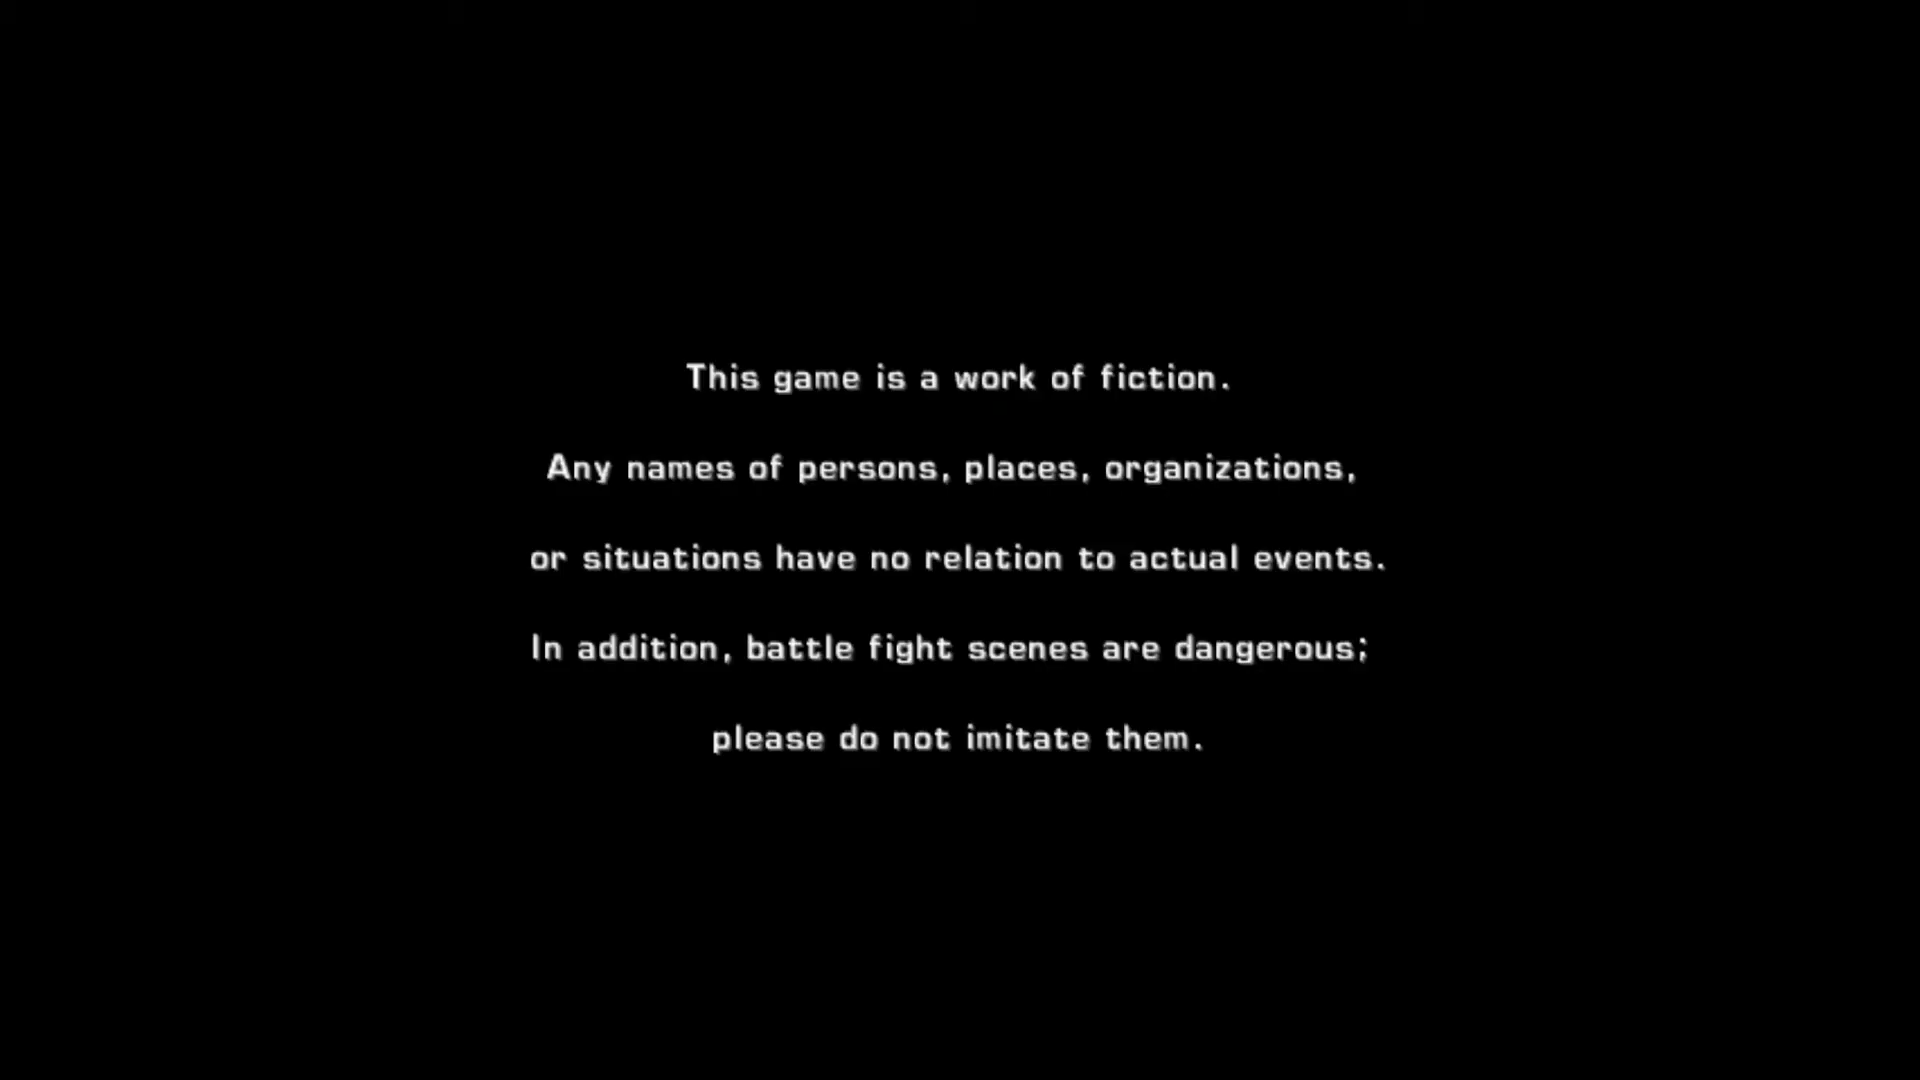 This game is a work of fiction.
Any names of persons, places, organizations,
or situations have no relation to actual events.
In addition, battle fight scenes are dangerous;
please do not imitate them.